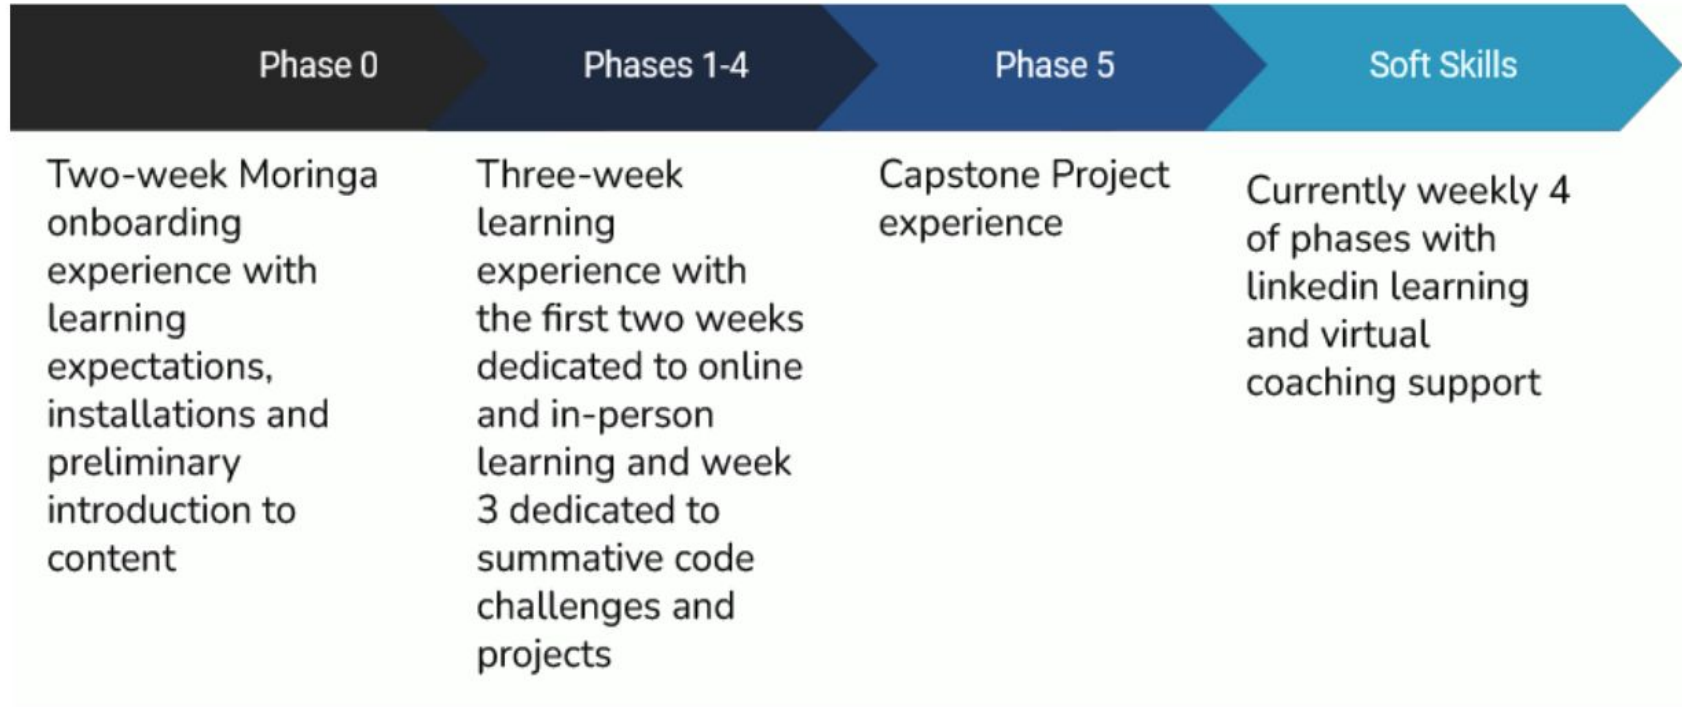 Phase 0
Phases 1-4
Phase 5
Soft Skills
Two-week Moringa
onboarding
experience with
learning
expectations,
installations and
preliminary
introduction to
content
Three-week
learning
experience with
the first two weeks
dedicated to online
and in-person
learning and week
3 dedicated to
summative code
challenges and
projects
Capstone Project
experience
Currently weekly 4
of phases with
linkedin learning
and virtual
coaching support